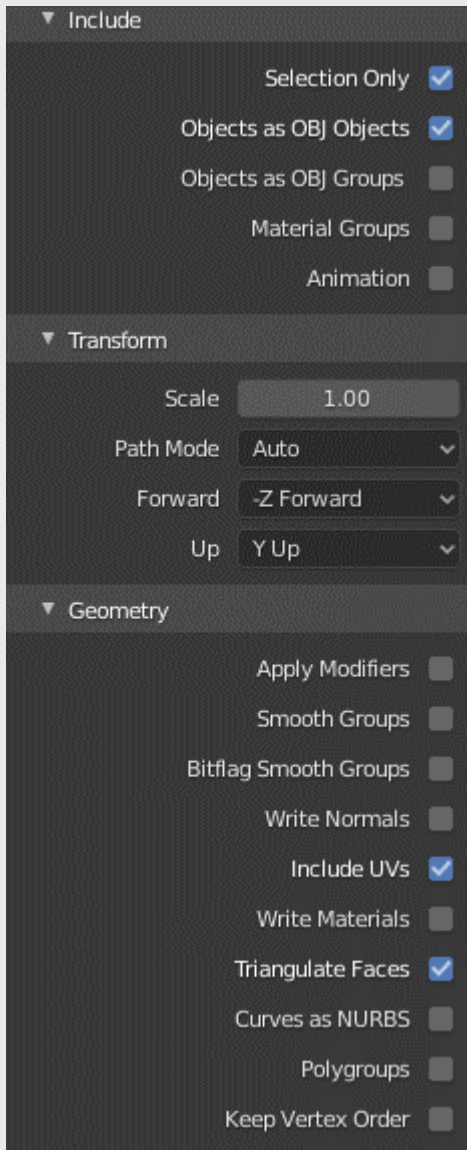 Include
Selection Only
Objects as OBJ Objects
Objects as OBJ Groups
Material Groups
Animation
Transform
Scale 1.00
Path Mode Auto
Forward -Z Forward
Up Y Up
Geometry
Apply Modifiers
Smooth Groups
Bitflag Smooth Groups
Write Normals
Include UVs
Write Materials
Triangulate Faces
Curves as NURBS
Polygroups
Keep Vertex Order